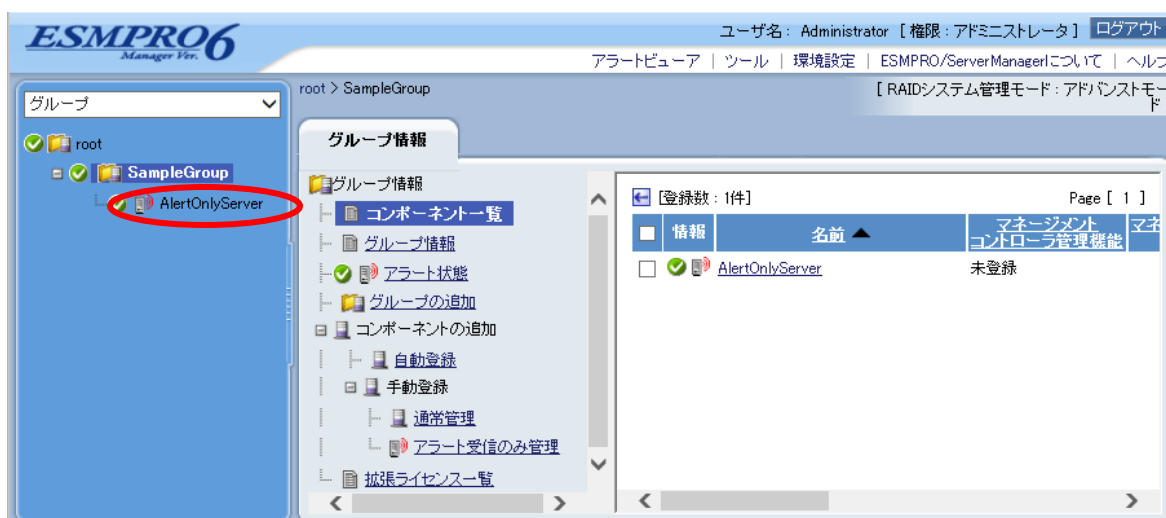 ESMPRO6
Manager Ver.
ユーザ名： Administrator [ 権限：アドミニストレータ ] ログアウト
アラートビューア | ツール | 環境設定 | ESMPRO/ServerManagerについて | ヘルプ
グループ
root > SampleGroup
[ RAIDシステム管理モード：アドバンストモード
root
SampleGroup
AlertOnlyServer
グループ情報
グループ情報
コンポーネント一覧
グループ情報
アラート状態
グループの追加
コンポーネントの追加
自動登録
手動登録
通常管理
アラート受信のみ管理
拡張ライセンス一覧
[登録数：1件]
Page [ 1 ]
情報 名前 ▲ マネージメント コントローラ管理機能 マネ
AlertOnlyServer 未登録